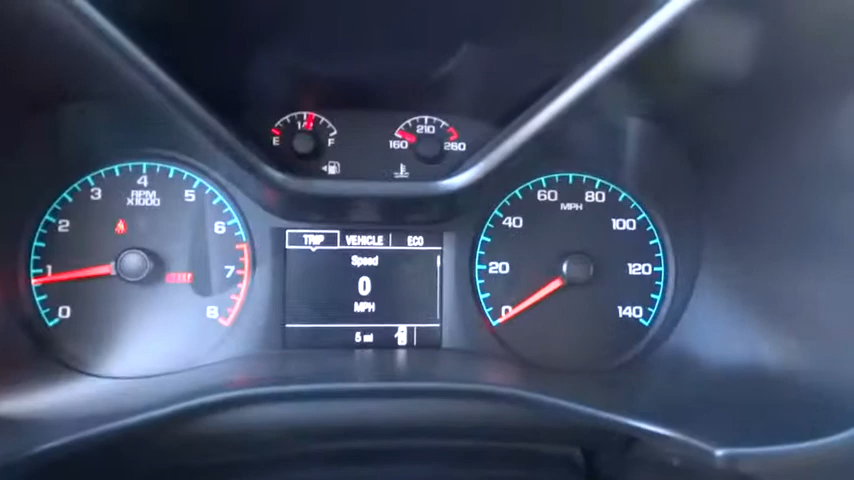 E 1/2 F
160 210 260
0 1 2 3 4 5 6 7 8
RPM
X1000
TRIP VEHICLE ECO
Speed
0
MPH
5 mi
0 20 40 60 80 100 120 140
MPH